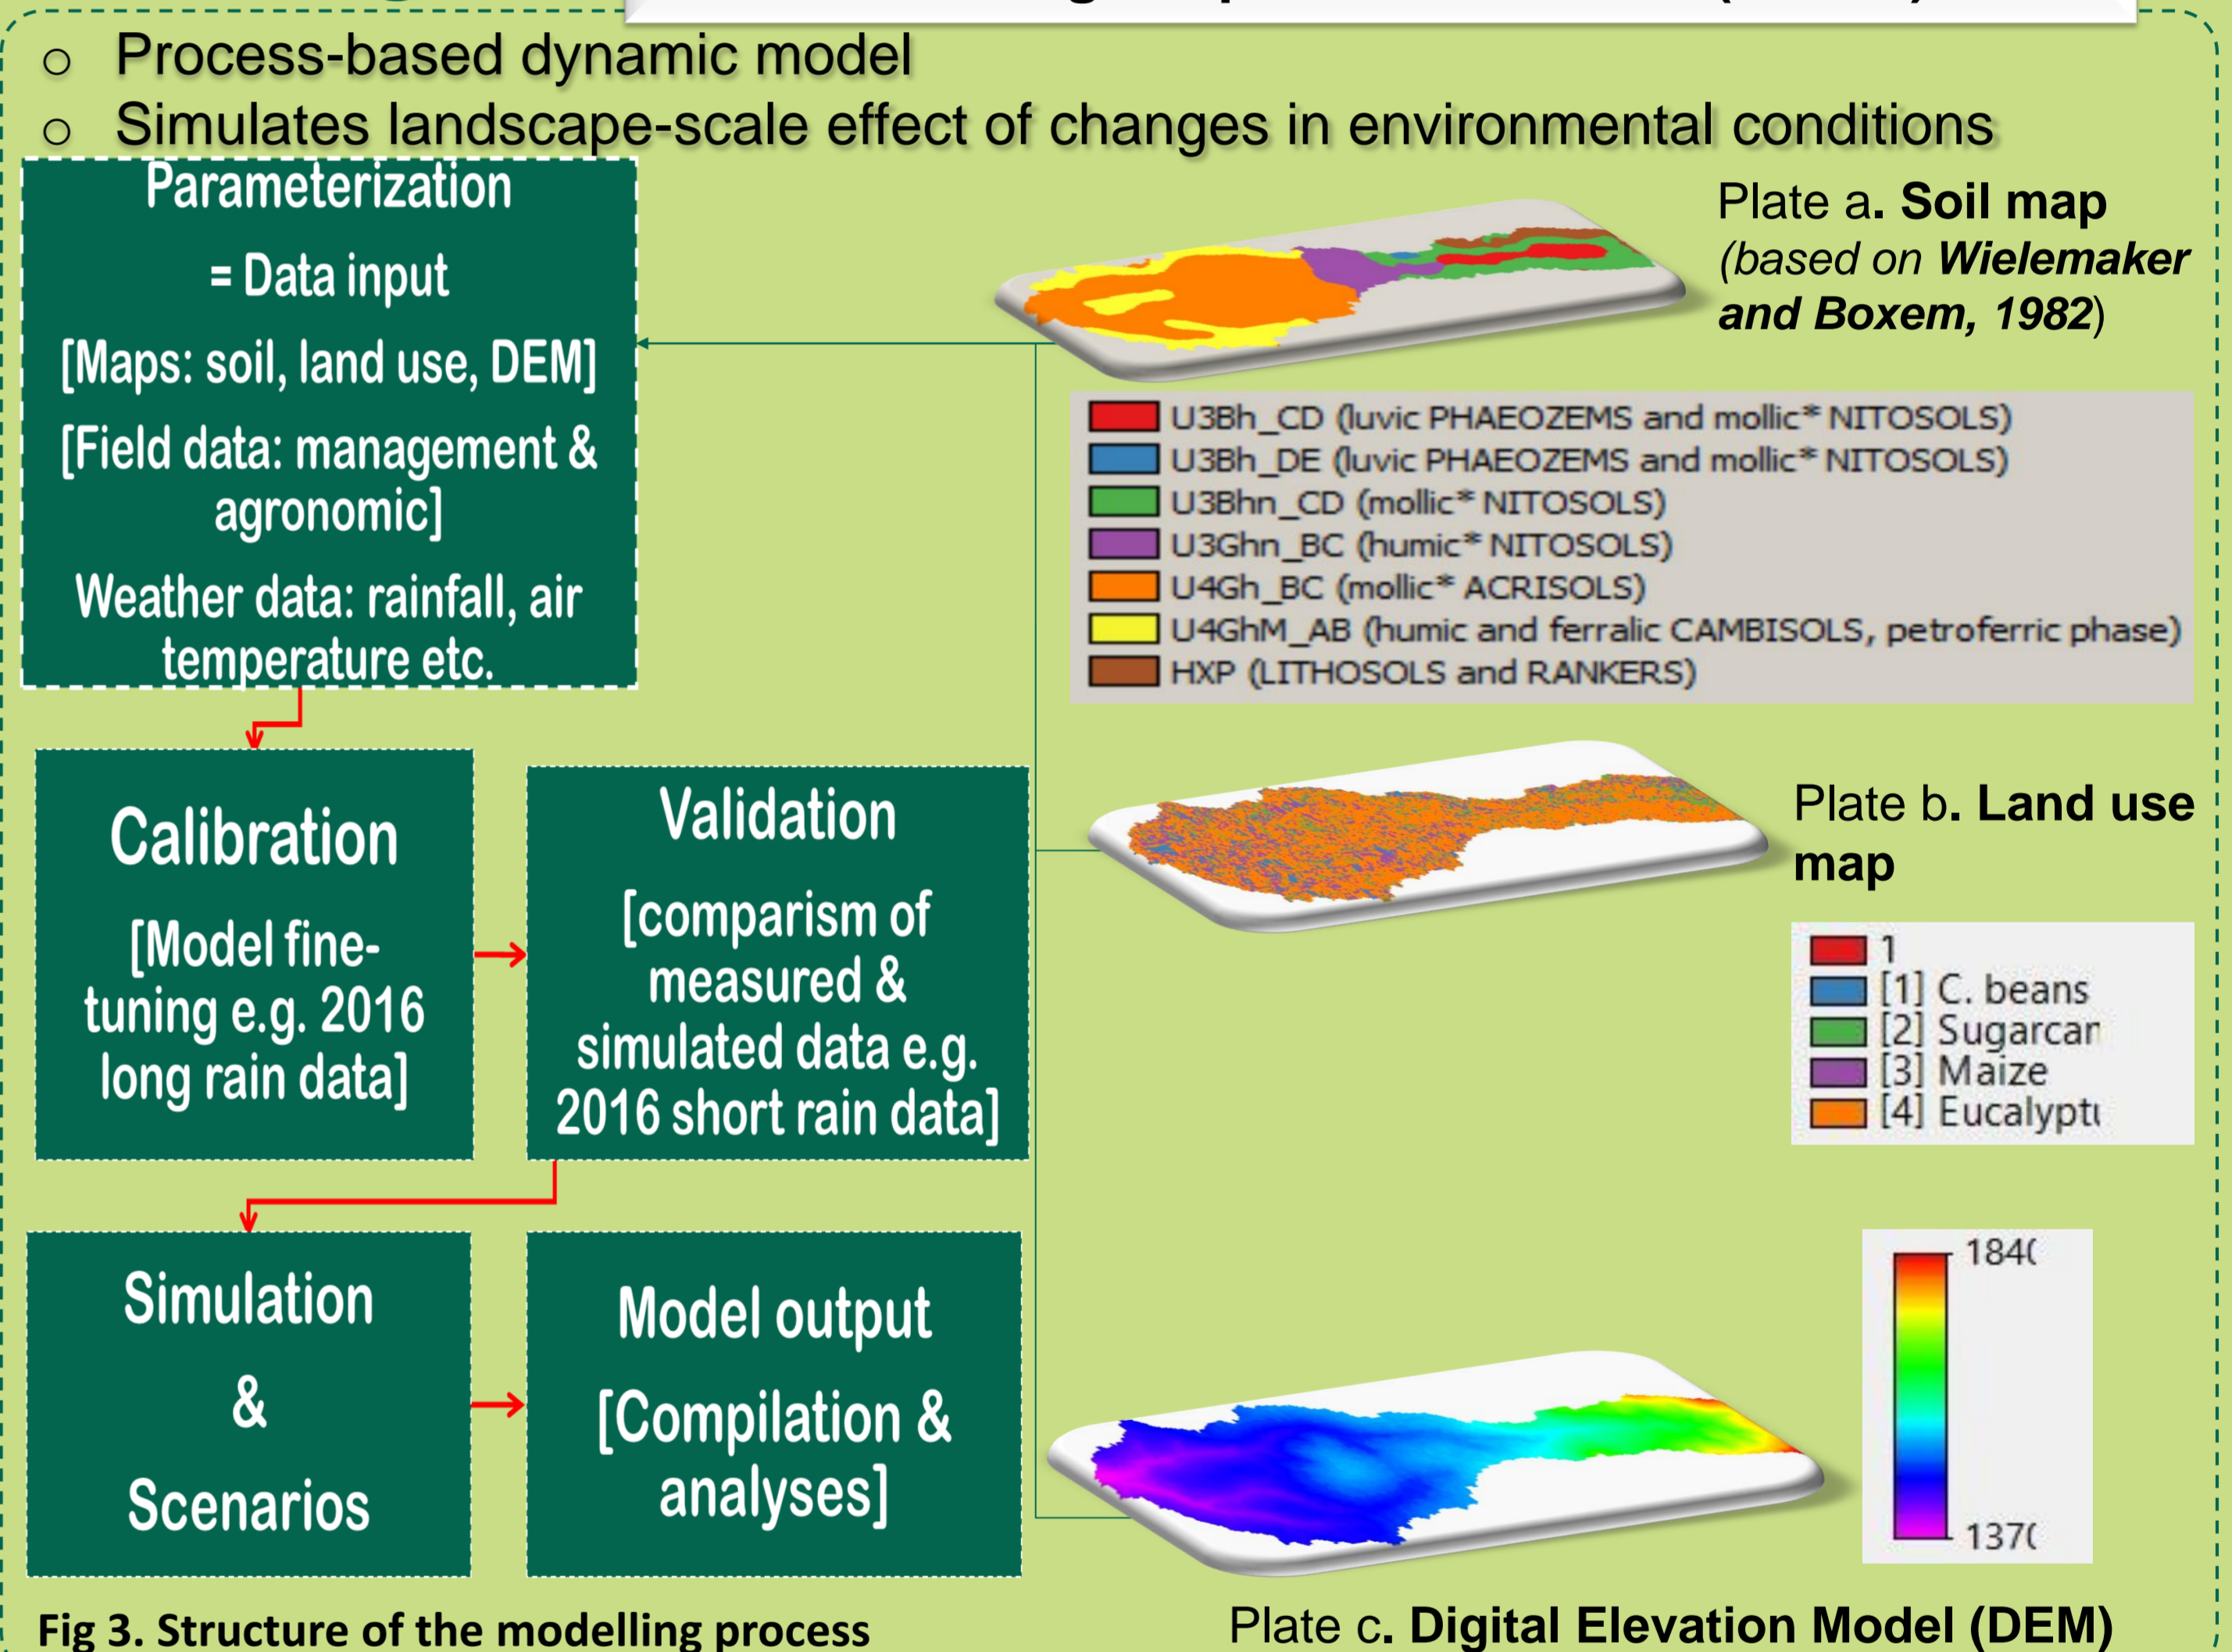 ○ Process-based dynamic model
○ Simulates landscape-scale effect of changes in environmental conditions
Parameterization
= Data input
[Maps: soil, land use, DEM]
[Field data: management &
agronomic]
Weather data: rainfall, air
temperature etc.
Plate a. Soil map
(based on Wielemaker
and Boxem, 1982)
U3Bh_CD (luvic PHAEOZEMS and mollic* NITOSOLS)
U3Bh_DE (luvic PHAEOZEMS and mollic* NITOSOLS)
U3Bhn_CD (mollic* NITOSOLS)
U3Ghn_BC (humic* NITOSOLS)
U4Gh_BC (mollic* ACRISOLS)
U4GhM_AB (humic and ferralic CAMBISOLS, petroferric phase)
HXP (LITHOSOLS and RANKERS)
Calibration
[Model fine-
tuning e.g. 2016
long rain data]
Validation
[comparism of
measured &
simulated data e.g.
2016 short rain data]
Plate b. Land use
map
1
[1] C. beans
[2] Sugarcan
[3] Maize
[4] Eucalypt
Simulation
&
Scenarios
Model output
[Compilation &
analyses]
184
137
Fig 3. Structure of the modelling process
Plate c. Digital Elevation Model (DEM)